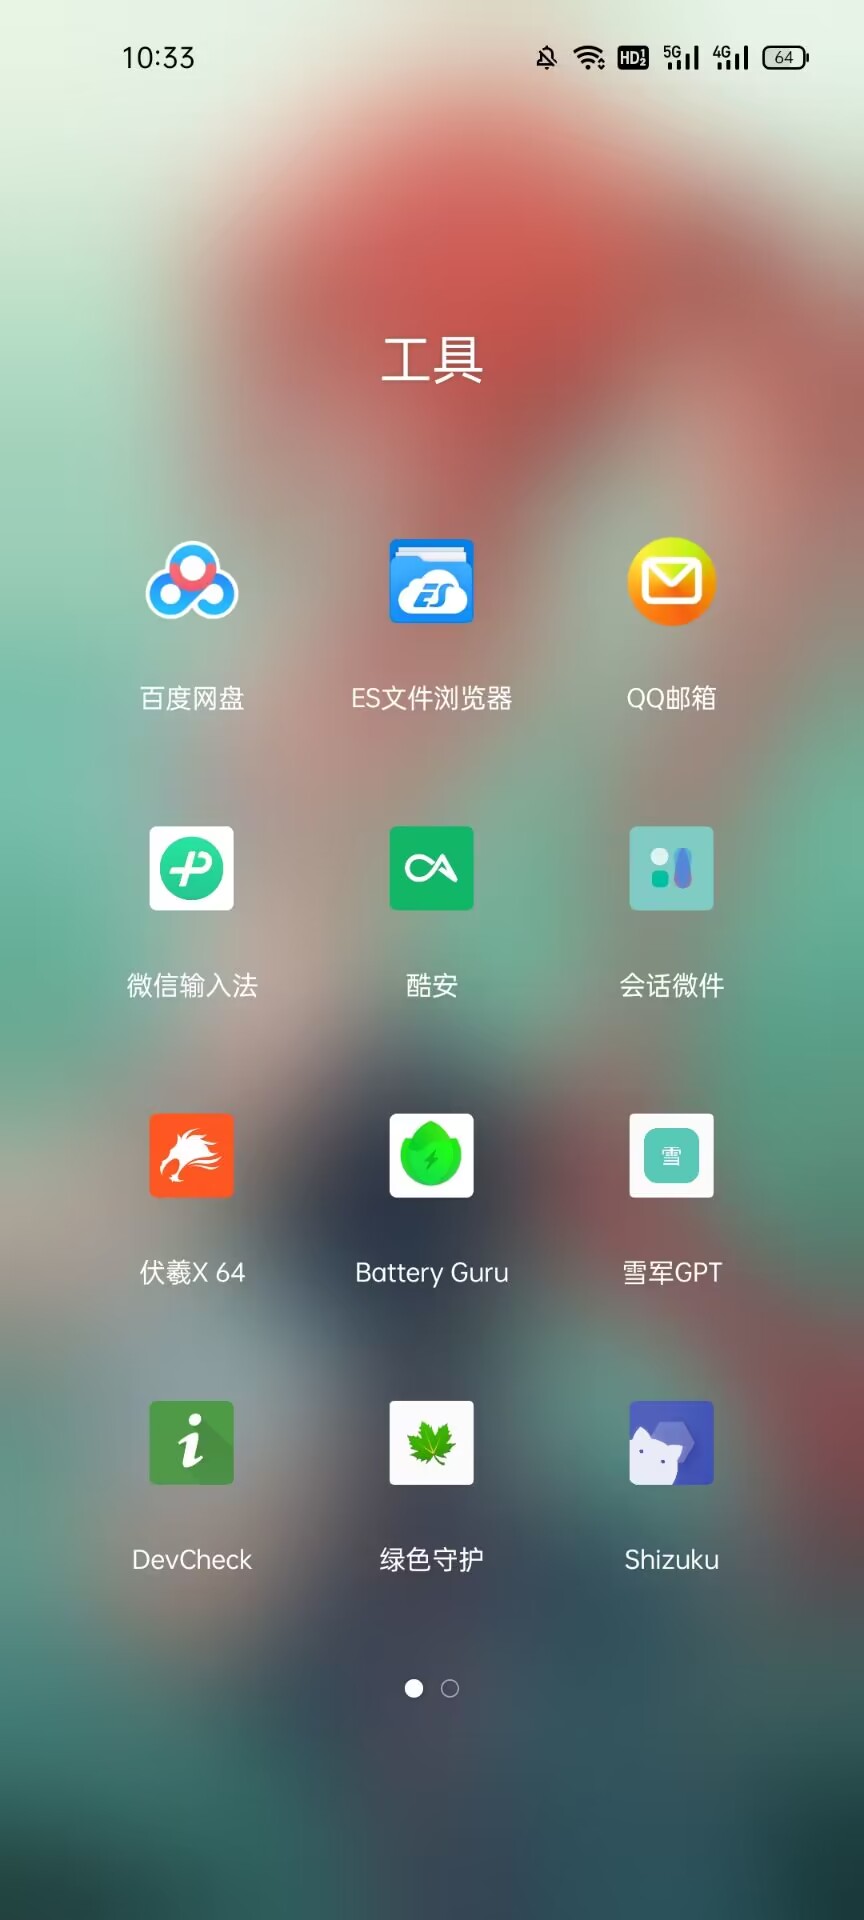 10:33
HD 1 2 5G 4G 64
工具
百度网盘 ES文件浏览器 QQ邮箱
微信输入法 酷安 会话微件
雪
伏羲X 64 Battery Guru 雪军GPT
DevCheck 绿色守护 Shizuku